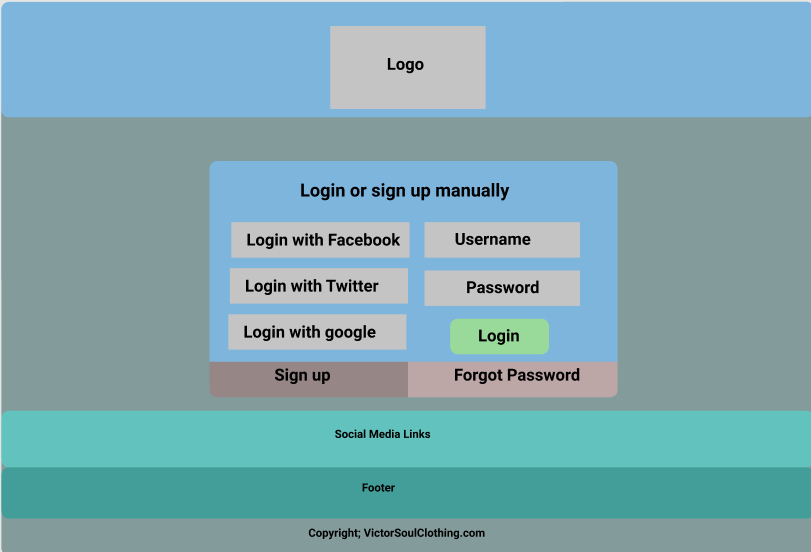 Logo
Login or sign up manually
Login with Facebook
Username
Login with Twitter
Password
Login with google
Login
Sign up
Forgot Password
Social Media Links
Footer
Copyright; VictorSoulClothing.com